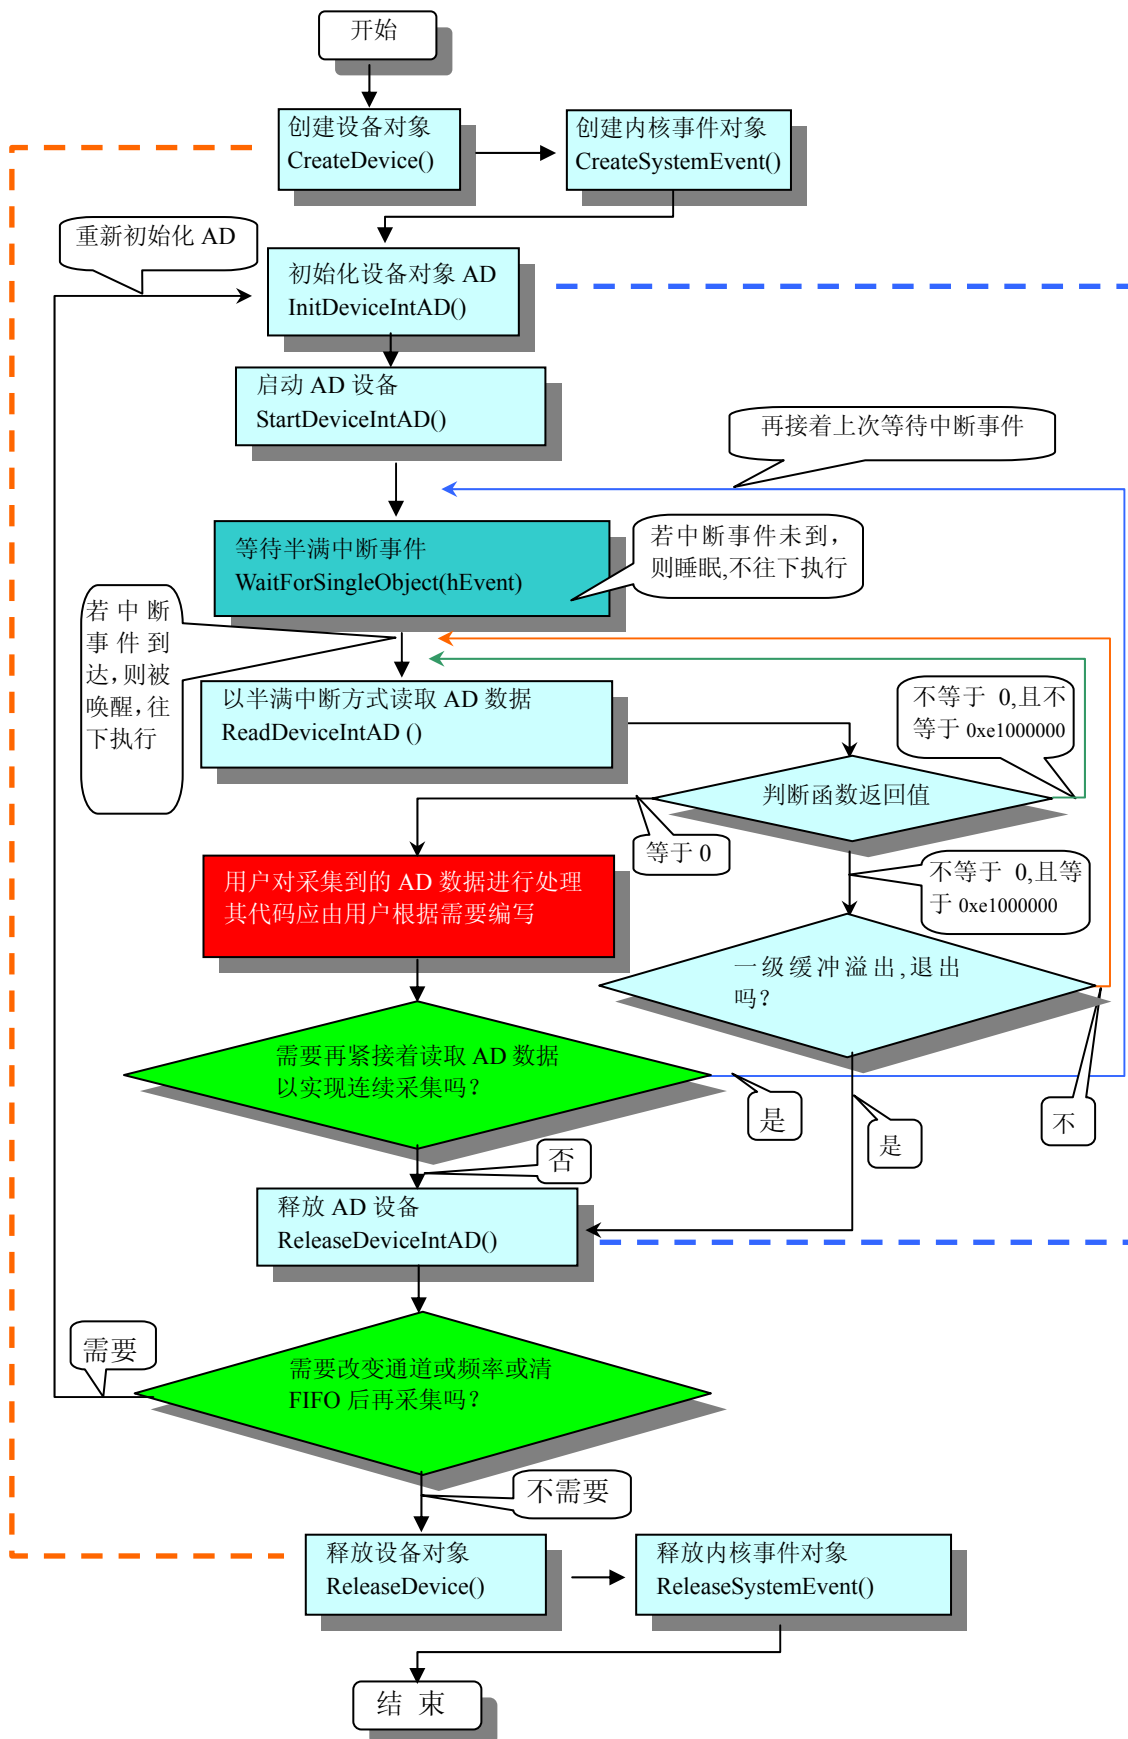 开始
创建设备对象
CreateDevice()
创建内核事件对象
CreateSystemEvent()
重新初始化 AD
初始化设备对象 AD
InitDeviceIntAD()
启动 AD 设备
StartDeviceIntAD()
再接着上次等待中断事件
等待半满中断事件
WaitForSingleObject(hEvent)
若中断事件未到，
则睡眠,不往下执行
若中断
事件到
达，则被
唤醒，往
下执行
以半满中断方式读取 AD 数据
ReadDeviceIntAD ()
不等于 0,且不
等于 0xe1000000
判断函数返回值
等于 0
不等于 0,且等
于 0xe1000000
用户对采集到的 AD 数据进行处理
其代码应由用户根据需要编写
一级缓冲溢出,退出
吗？
需要再紧接着读取 AD 数据
以实现连续采集吗？
是
是
不
否
释放 AD 设备
ReleaseDeviceIntAD()
需要
需要改变通道或频率或清
FIFO 后再采集吗？
不需要
释放设备对象
ReleaseDevice()
释放内核事件对象
ReleaseSystemEvent()
结 束